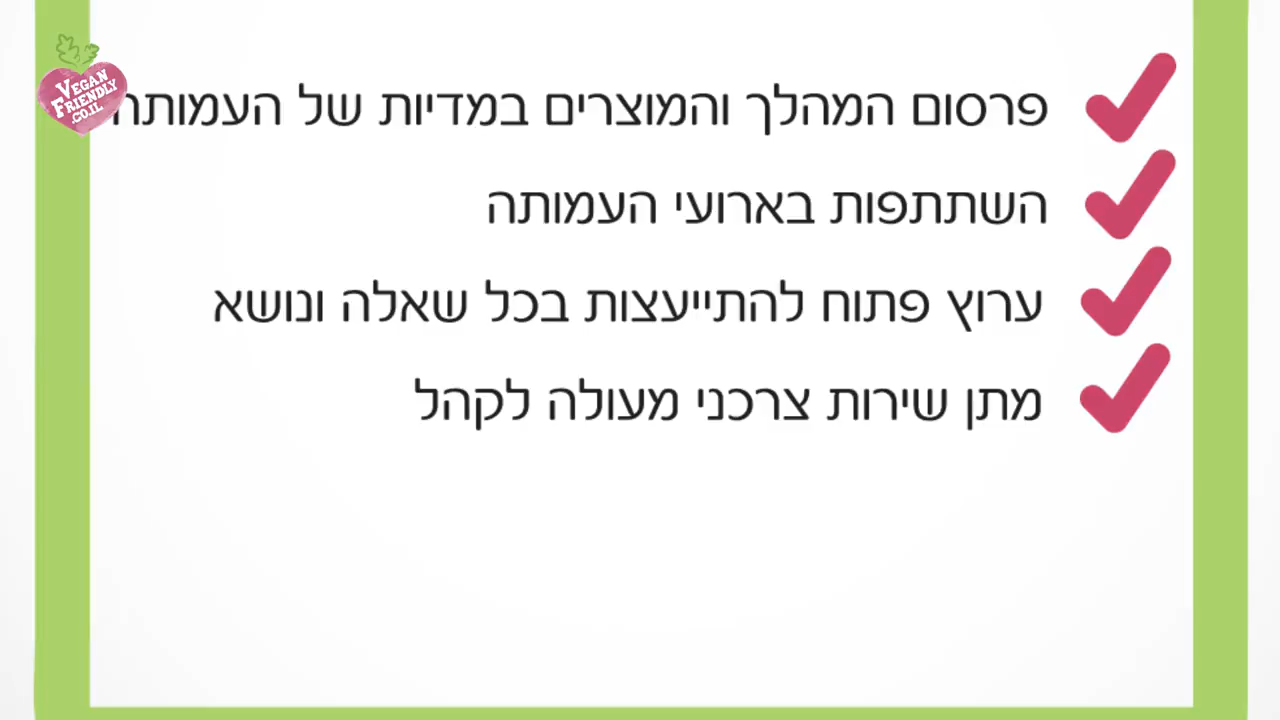 VEGAN
FRIENDLY
.CO.IL
פרסום המהלך והמוצרים במדיות של העמותה
השתתפות בארועי העמותה
ערוץ פתוח להתייעצות בכל שאלה ונושא
מתן שירות צרכני מעולה לקהל